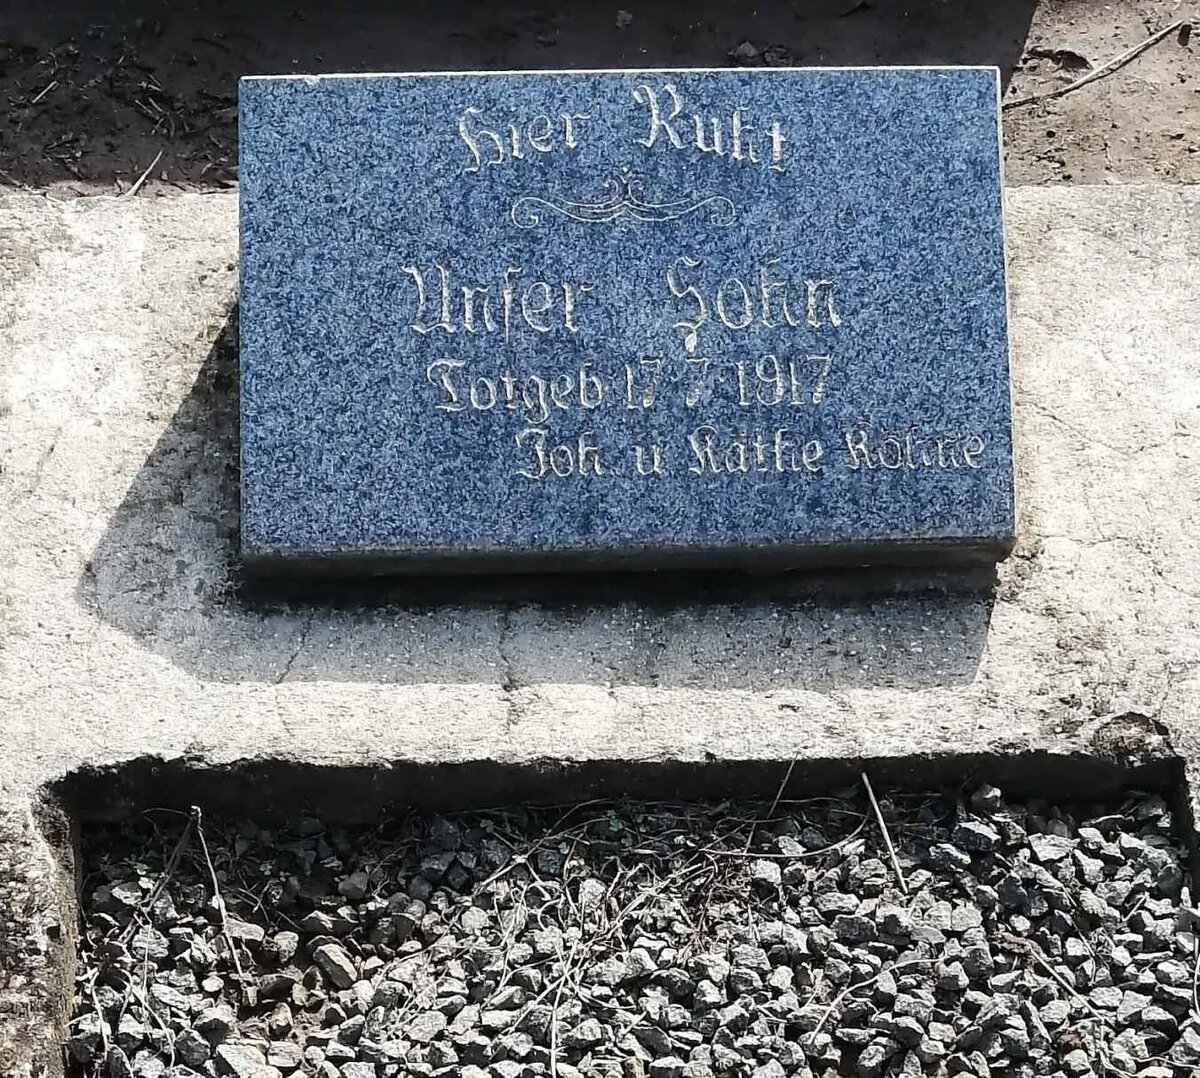 Hier Ruht
Unser Sohn
Totgeb 17.7.1917
Joh u Käthe Köhne